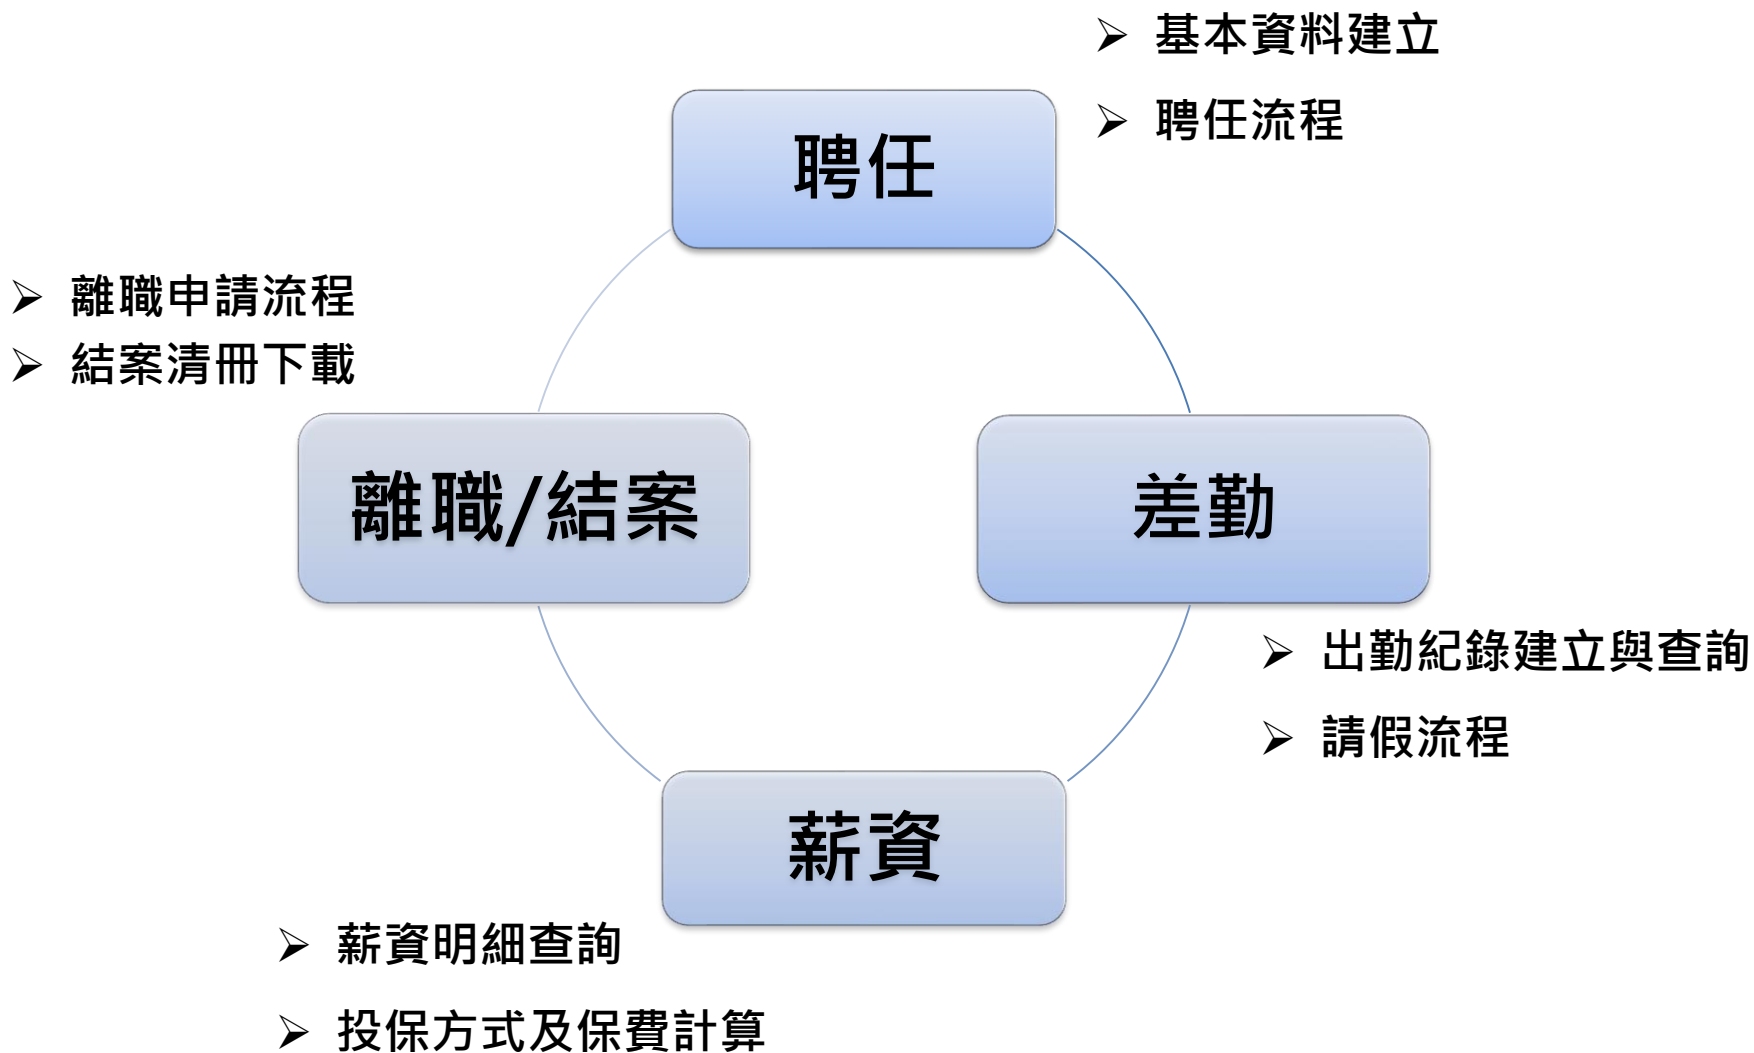 ➢ 基本資料建立
➢ 聘任流程
聘任
➢ 離職申請流程
➢ 結案清冊下載
離職/結案
差勤
➢ 出勤紀錄建立與查詢
➢ 請假流程
薪資
➢ 薪資明細查詢
➢ 投保方式及保費計算